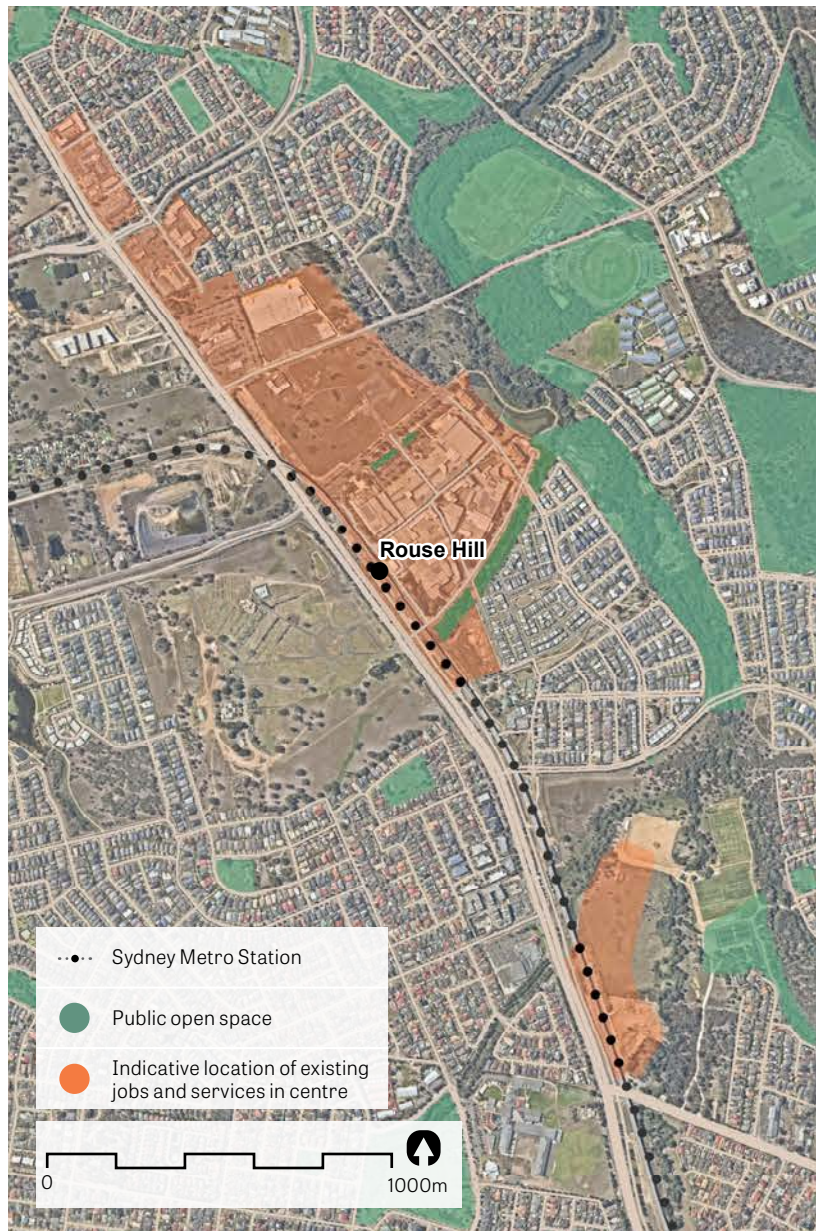 Rouse Hill
Sydney Metro Station
Public open space
Indicative location of existing
jobs and services in centre
0
1000m